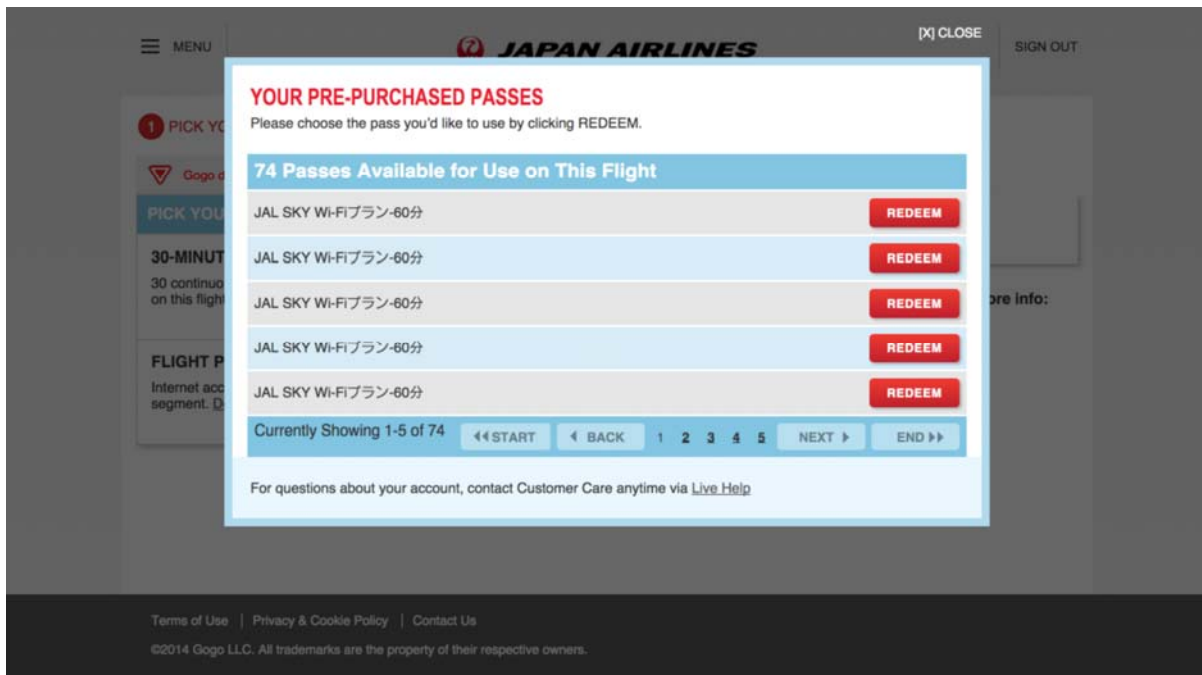 [X] CLOSE
MENU
JAPAN AIRLINES
SIGN OUT
YOUR PRE-PURCHASED PASSES
Please choose the pass you'd like to use by clicking REDEEM.
1 PICK YO
74 Passes Available for Use on This Flight
Gogo d
PICK YOU
JAL SKY Wi-Fiプラン-60分 REDEEM
30-MINUT
JAL SKY Wi-Fiプラン-60分 REDEEM
30 continuo
on this fligh
JAL SKY Wi-Fiプラン-60分 REDEEM
ore info:
JAL SKY Wi-Fiプラン-60分 REDEEM
FLIGHT P
Internet acc
segment. D
JAL SKY Wi-Fiプラン-60分 REDEEM
Currently Showing 1-5 of 74 START BACK 1 2 3 4 5 NEXT END
For questions about your account, contact Customer Care anytime via Live Help
Terms of Use | Privacy & Cookie Policy | Contact Us
©2014 Gogo LLC. All trademarks are the property of their respective owners.